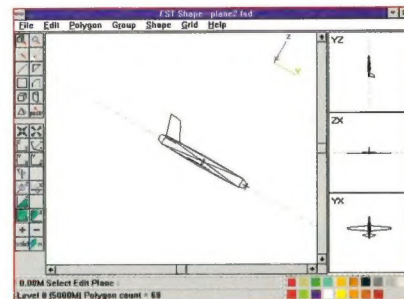 FST Shape - plane2.fsd
File Edit Polygon Group Shape Grid Help
Z
Y
YZ
ZX
YX
point
0.00M Select Edit Plane
Level 0 (5000M) Polygon count = 69